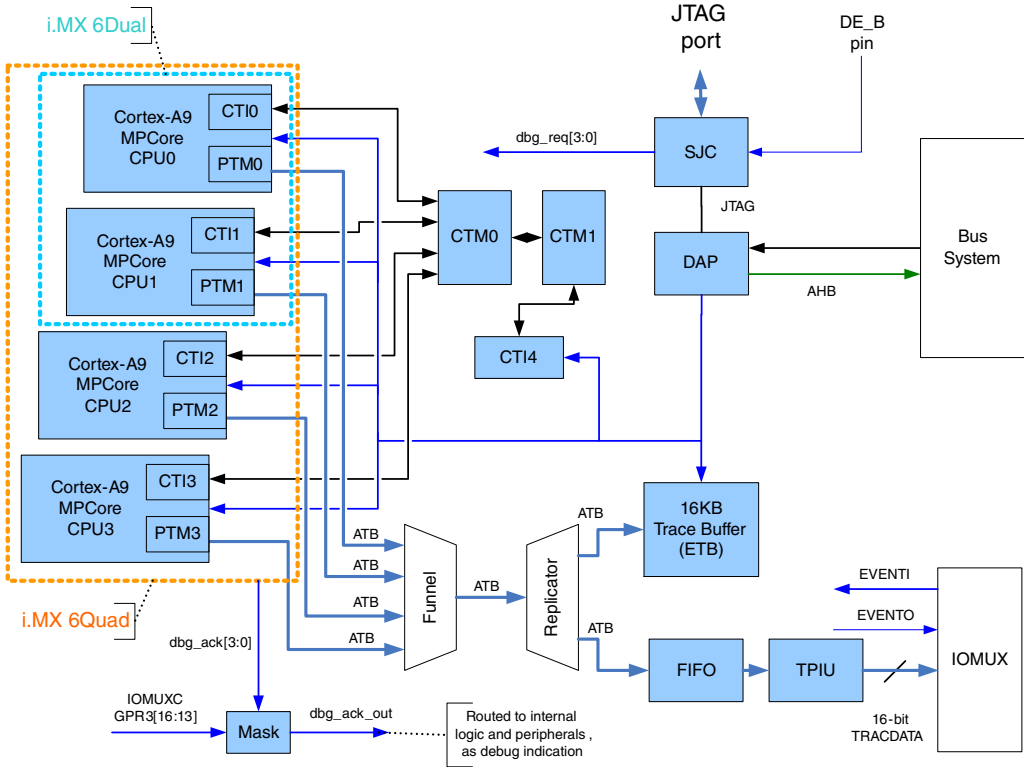 i.MX 6Dual
JTAG
port
DE_B
pin
Cortex-A9
MPCore
CPU0
CTI0
PTM0
dbg_req[3:0]
SJC
JTAG
Cortex-A9
MPCore
CPU1
CTI1
PTM1
CTM0
CTM1
DAP
AHB
Bus
System
Cortex-A9
MPCore
CPU2
CTI2
PTM2
CTI4
Cortex-A9
MPCore
CPU3
CTI3
PTM3
16KB
Trace Buffer
(ETB)
ATB
ATB
ATB
ATB
Funnel
ATB
Replicator
ATB
ATB
EVENTI
EVENTO
IOMUX
FIFO
TPIU
16-bit
TRACDATA
i.MX 6Quad
dbg_ack[3:0]
IOMUXC
GPR3[16:13]
Mask
dbg_ack_out
Routed to internal
logic and peripherals ,
as debug indication